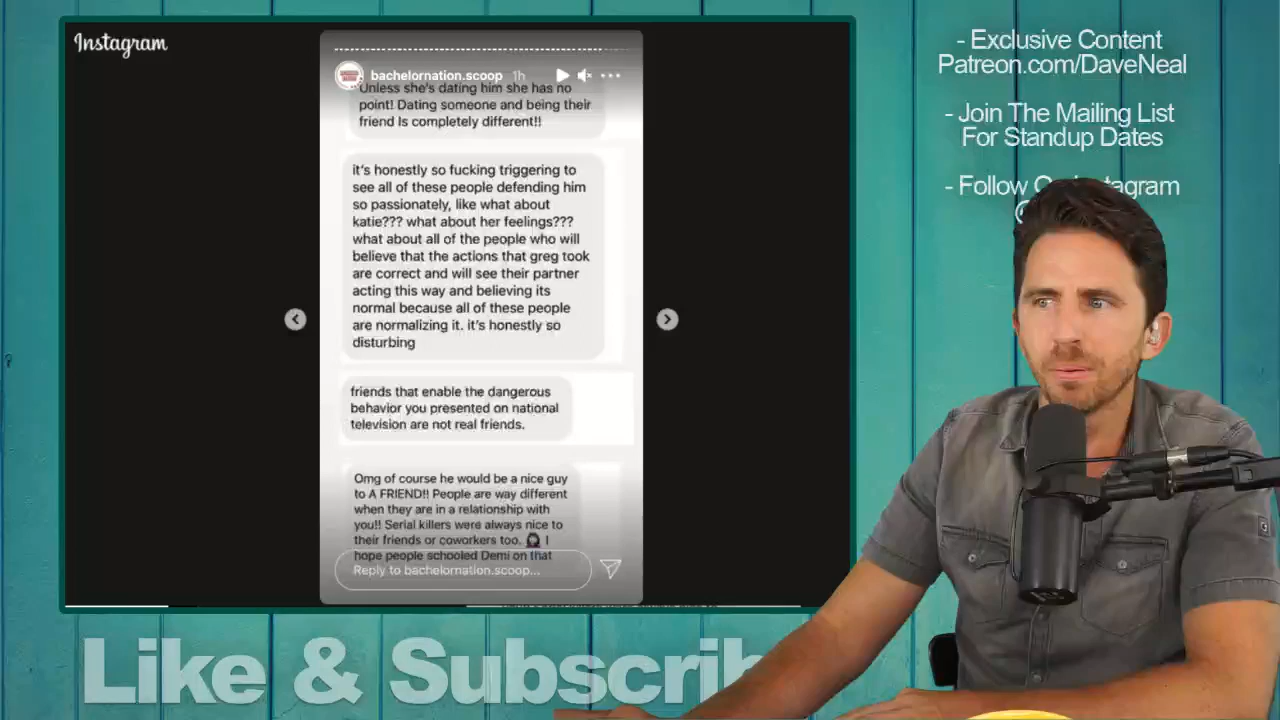 Instagram
bachelornation.scoop 1h
Unless she's dating him she has no
point! Dating someone and being their
friend Is completely different!!
it's honestly so fucking triggering to
see all of these people defending him
so passionately, like what about
katie??? what about her feelings???
what about all of the people who will
believe that the actions that greg took
are correct and will see their partner
acting this way and believing its
normal because all of these people
are normalizing it. it's honestly so
disturbing
friends that enable the dangerous
behavior you presented on national
television are not real friends.
Omg of course he would be a nice guy
to A FRIEND!! People are way different
when they are in a relationship with
you!! Serial killers were always nice to
their friends or coworkers too. 🤷🏻‍♀️ I
hope people schooled Demi on that
Reply to bachelornation.scoop...
- Exclusive Content
Patreon.com/DaveNeal
- Join The Mailing List
For Standup Dates
- Follow On Instagram
@
Like & Subscrib